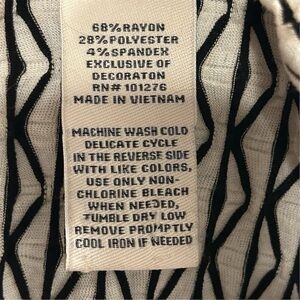 68%RAYON
28%POLYESTER
4%SPANDEX
EXCLUSIVE OF
DECORATON
RN# 101276
MADE IN VIETNAM
MACHINE WASH COLD
DELICATE CYCLE
IN THE REVERSE SIDE
WITH LIKE COLORS,
USE ONLY NON-
CHLORINE BLEACH
WHEN NEEDED,
TUMBLE DRY LOW
REMOVE PROMPTLY
COOL IRON IF NEEDED